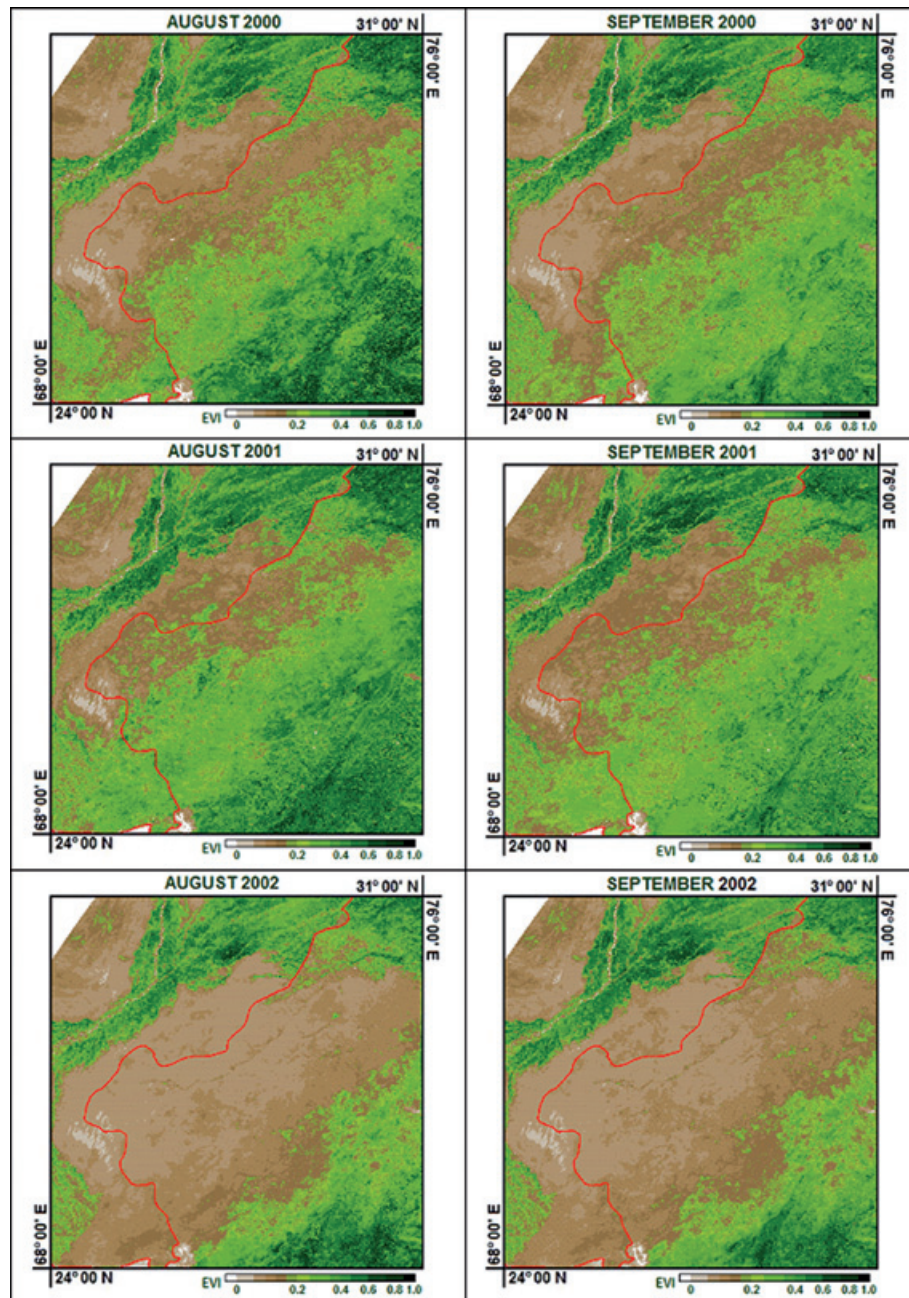 AUGUST 2000
31° 00' N
76° 00' E
68° 00' E
24° 00 N
EVI
0 0.2 0.4 0.6 0.8 1.0
SEPTEMBER 2000
31° 00' N
76° 00' E
68° 00' E
24° 00 N
EVI
0 0.2 0.4 0.6 0.8 1.0
AUGUST 2001
31° 00' N
76° 00' E
68° 00' E
24° 00 N
EVI
0 0.2 0.4 0.6 0.8 1.0
SEPTEMBER 2001
31° 00' N
76° 00' E
68° 00' E
24° 00 N
EVI
0 0.2 0.4 0.6 0.8 1.0
AUGUST 2002
31° 00' N
76° 00' E
68° 00' E
24° 00 N
EVI
0 0.2 0.4 0.6 0.8 1.0
SEPTEMBER 2002
31° 00' N
76° 00' E
68° 00' E
24° 00 N
EVI
0 0.2 0.4 0.6 0.8 1.0